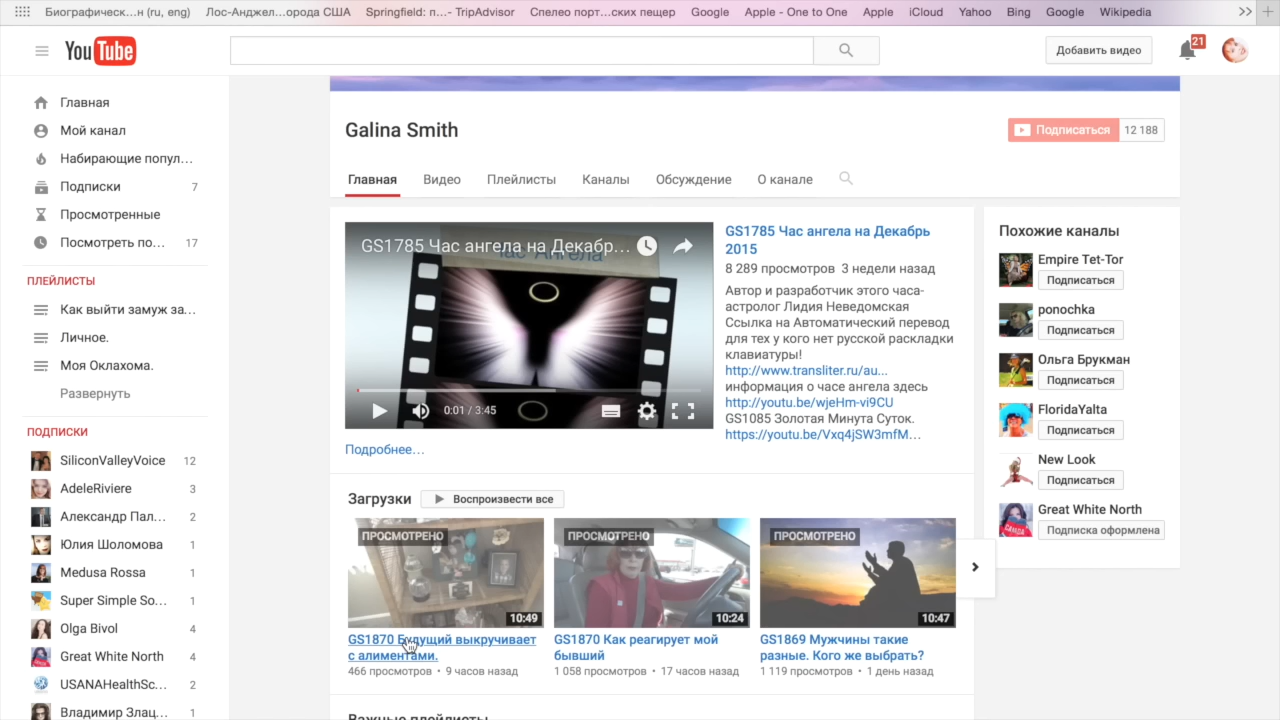 Биографическ...н (ru, eng) Лос-Анджел...орода США Springfield: п...- TripAdvisor Спелео порт...ских пещер Google Apple - One to One Apple iCloud Yahoo Bing Google Wikipedia
YouTube
Добавить видео
21
Главная
Мой канал
Набирающие попул...
Подписки 7
Просмотренные
Посмотреть по... 17
ПЛЕЙЛИСТЫ
Как выйти замуж за...
Личное.
Моя Оклахома.
Развернуть
ПОДПИСКИ
SiliconValleyVoice 12
AdeleRiviere 3
Александр Пал... 2
Юлия Шоломова 1
Medusa Rossa 1
Super Simple So... 1
Olga Bivol 4
Great White North 4
USANAHealthSc... 2
Владимир Злац... 1
Galina Smith
Подписаться 12 188
Главная Видео Плейлисты Каналы Обсуждение О канале
GS1785 Час ангела на Декабр...
Час Ангела
0:01 / 3:45
GS1785 Час ангела на Декабрь
2015
8 289 просмотров 3 недели назад
Автор и разработчик этого часа-
астролог Лидия Неведомская
Ссылка на Автоматический перевод
для тех у кого нет русской раскладки
клавиатуры!
http://www.transliter.ru/au...
информация о часе ангела здесь
http://youtu.be/wjeHm-vi9CU
GS1085 Золотая Минута Суток.
https://youtu.be/Vxq4jSW3mfM...
Подробнее...
Загрузки Воспроизвести все
ПРОСМОТРЕНО
10:49
GS1870 Будущий выкручивает
с алиментами.
466 просмотров • 9 часов назад
ПРОСМОТРЕНО
10:24
GS1870 Как реагирует мой
бывший
1 058 просмотров • 17 часов назад
ПРОСМОТРЕНО
10:47
GS1869 Мужчины такие
разные. Кого же выбрать?
1 119 просмотров • 1 день назад
Важные плейлисты
Похожие каналы
Empire Tet-Tor
Подписаться
ponochka
Подписаться
Ольга Брукман
Подписаться
FloridaYalta
Подписаться
New Look
Подписаться
Great White North
Подписка оформлена